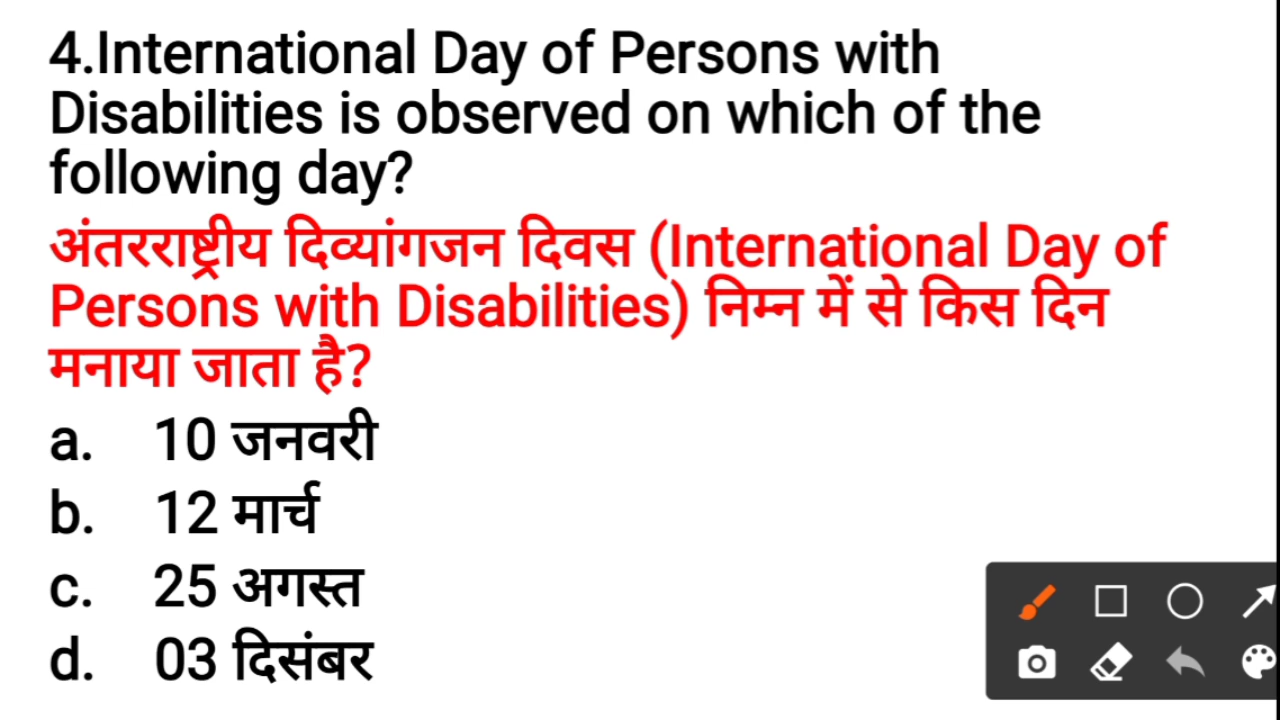 4.International Day of Persons with
Disabilities is observed on which of the
following day?
अंतरराष्ट्रीय दिव्यांगजन दिवस (International Day of
Persons with Disabilities) निम्न में से किस दिन
मनाया जाता है?
a. 10 जनवरी
b. 12 मार्च
c. 25 अगस्त
d. 03 दिसंबर